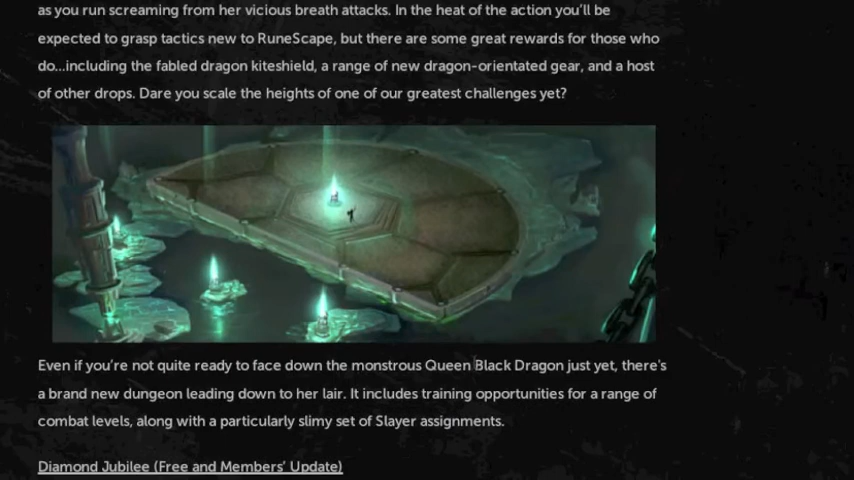 as you run screaming from her vicious breath attacks. In the heat of the action you'll be
expected to grasp tactics new to RuneScape, but there are some great rewards for those who
do...including the fabled dragon kiteshield, a range of new dragon-orientated gear, and a host
of other drops. Dare you scale the heights of one of our greatest challenges yet?
Even if you're not quite ready to face down the monstrous Queen Black Dragon just yet, there's
a brand new dungeon leading down to her lair. It includes training opportunities for a range of
combat levels, along with a particularly slimy set of Slayer assignments.
Diamond Jubilee (Free and Members' Update)